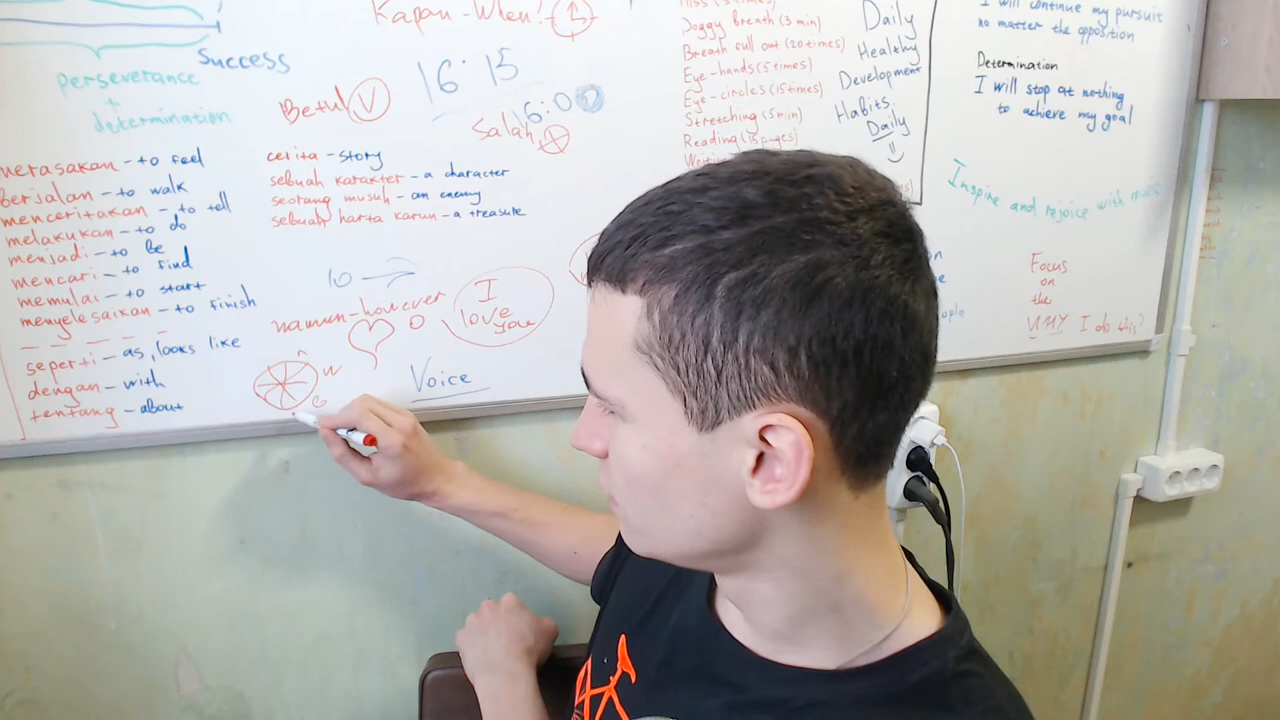 Success
Perseverance
+
determination
merasakan - to feel
berjalan - to walk
menceritakan - to tell
melakukan - to do
menjadi - to be
mencari - to find
memulai - to start
menyelesaikan - to finish
seperti - as, looks like
dengan - with
tentang - about
Kapan - When?
16:15
Betul V
16:00
Salah
cerita - story
sebuah karakter - a character
seorang musuh - an enemy
sebuah harta karun - a treasure
10 →
namun - however
I
love
you
Voice
Doggy Breath (3 min)
Breath full out (20 times)
Eye-hands (5 times)
Eye-circles (15 times)
Stretching (5 min)
Reading (15 pages)
Daily
Healthy
Development
Habits
Daily
I will continue my pursuit
no matter the opposition
Determination
I will stop at nothing
to achieve my goal
Inspire and rejoice with
Focus
on
the
WHY I do this?